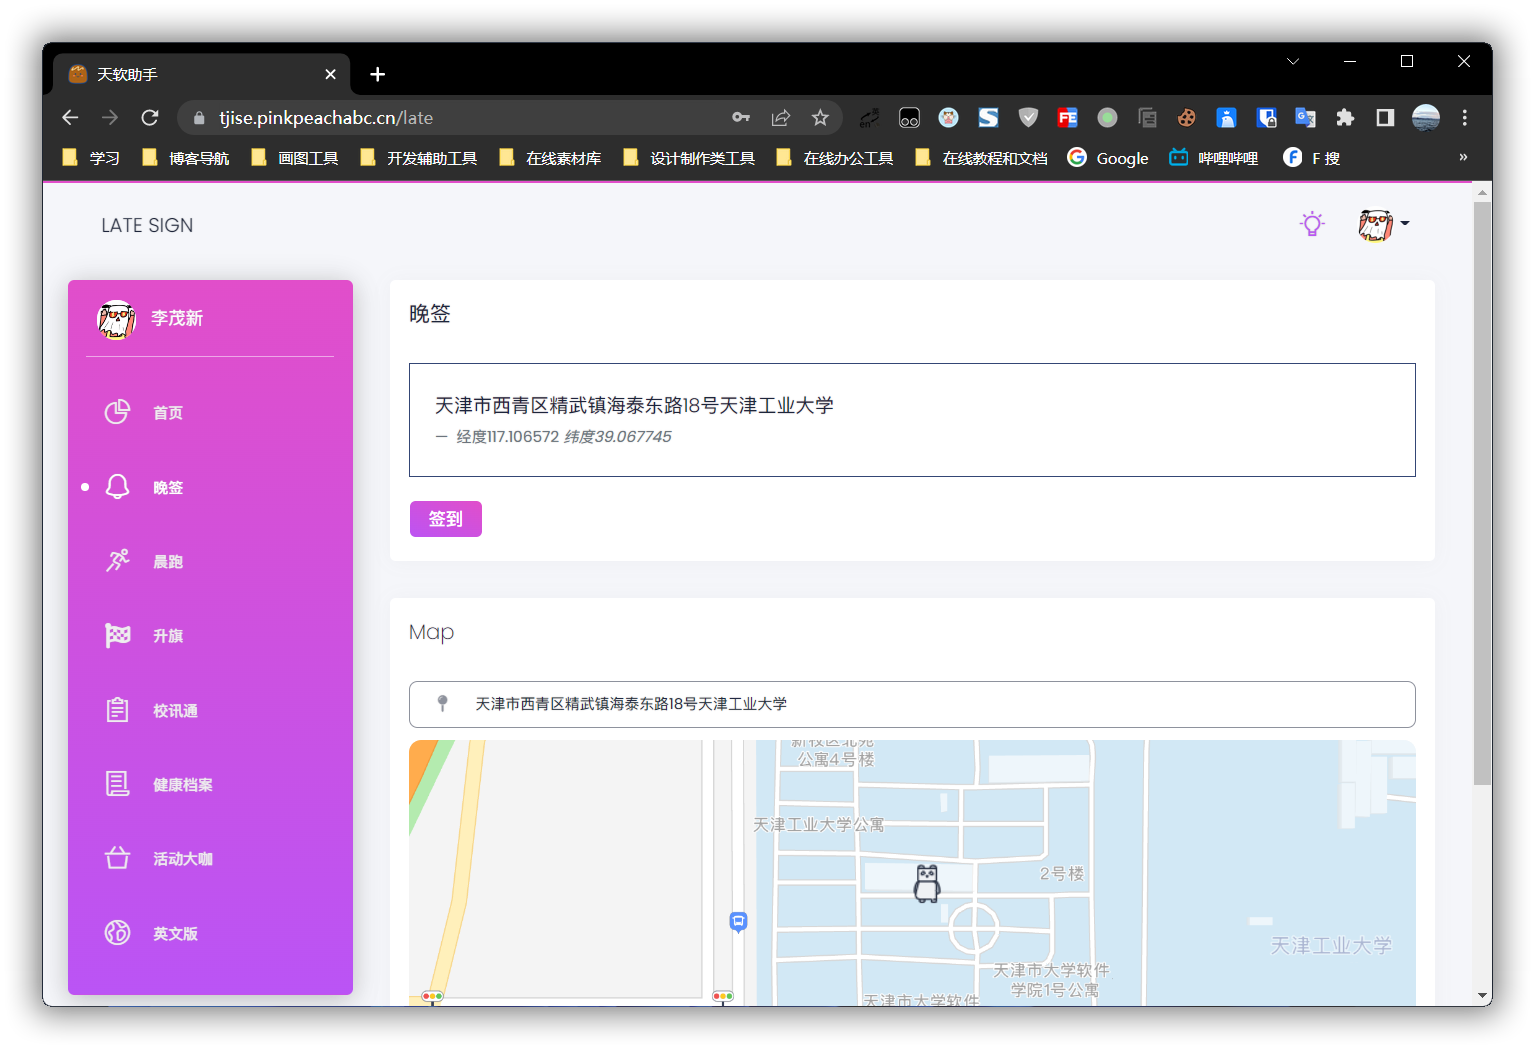 天软助手
tjise.pinkpeachabc.cn/late
学习 博客导航 画图工具 开发辅助工具 在线素材库 设计制作类工具 在线办公工具 在线教程和文档 Google 哔哩哔哩 F 搜 »
LATE SIGN
李茂新
首页
晚签
晨跑
升旗
校讯通
健康档案
活动大咖
英文版
晚签
天津市西青区精武镇海泰东路18号天津工业大学
— 经度117.106572 纬度39.067745
签到
Map
天津市西青区精武镇海泰东路18号天津工业大学
新校区北苑
公寓4号楼
天津工业大学公寓
2号楼
天津工业大学
天津市大学软件
学院1号公寓
天津市大学软件